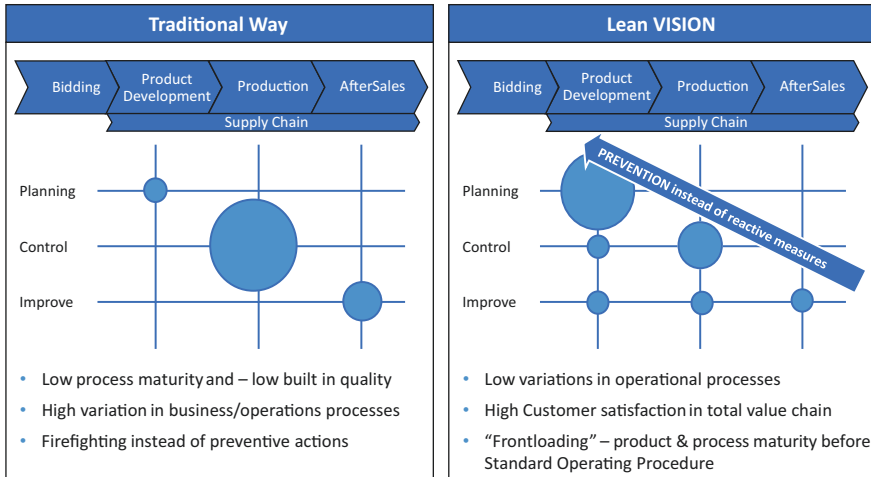 Traditional Way
Bidding
Product
Development
Production
AfterSales
Supply Chain
Planning
Control
Improve
• Low process maturity and – low built in quality
• High variation in business/operations processes
• Firefighting instead of preventive actions
Lean VISION
Bidding
Product
Development
Production
AfterSales
Supply Chain
PREVENTION instead of reactive measures
Planning
Control
Improve
• Low variations in operational processes
• High Customer satisfaction in total value chain
• “Frontloading” – product & process maturity before
Standard Operating Procedure